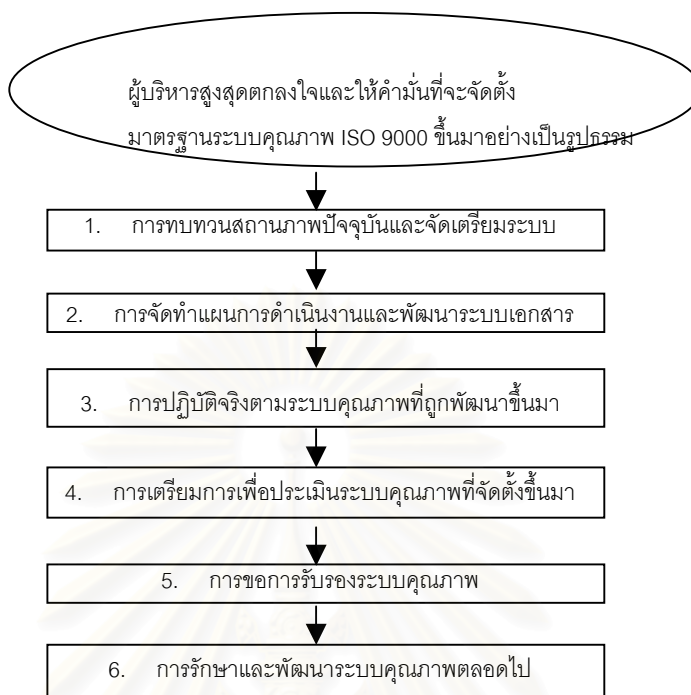 ผู้บริหารสูงสุดตกลงใจและให้คำมั่นที่จะจัดตั้ง
มาตรฐานระบบคุณภาพ ISO 9000 ขึ้นมาอย่างเป็นรูปธรรม
1. การทบทวนสถานภาพปัจจุบันและจัดเตรียมระบบ
2. การจัดทำแผนการดำเนินงานและพัฒนาระบบเอกสาร
3. การปฏิบัติจริงตามระบบคุณภาพที่ถูกพัฒนาขึ้นมา
4. การเตรียมการเพื่อประเมินระบบคุณภาพที่จัดตั้งขึ้นมา
5. การขอการรับรองระบบคุณภาพ
6. การรักษาและพัฒนาระบบคุณภาพตลอดไป